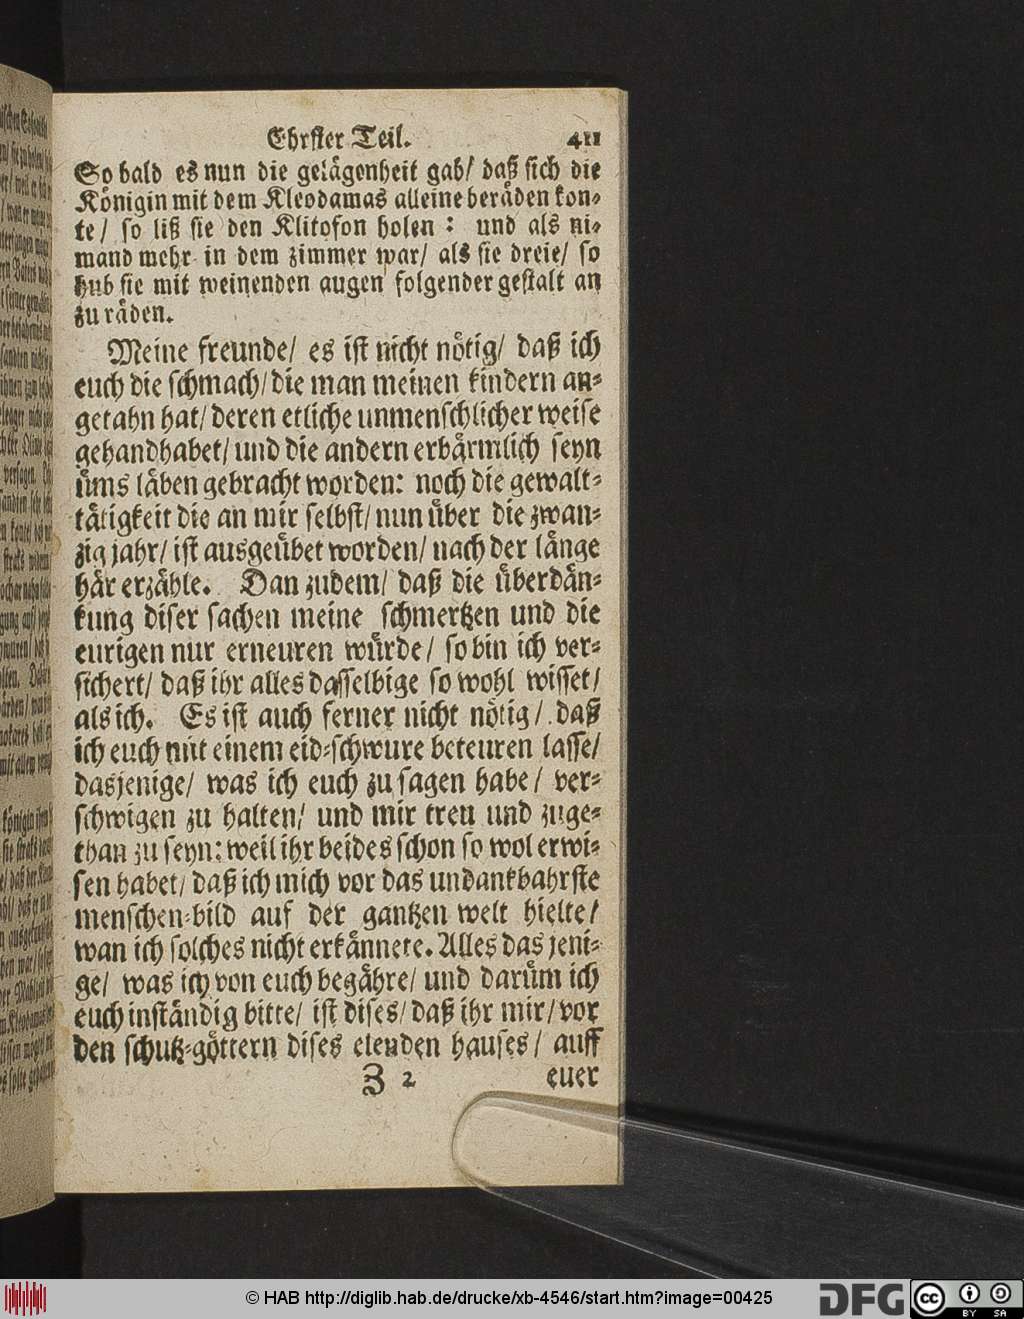 Ehrster Teil. 411
So bald es nun die gelägenheit gab/ daß sich die
Königin mit dem Kleodamas alleine beräden kon-
te/ so liß sie den Klitofon holen: und als ni-
mand mehr in dem zimmer war/ als sie dreie/ so
hub sie mit weinenden augen folgender gestalt an
zu räden.
Meine freunde/ es ist nicht nötig/ daß ich
euch die schmach/ die man meinen kindern an-
getahn hat/ deren etliche unmenschlicher weise
gehandhabet/ und die andern erbärmlich seyn
üms läben gebracht worden: noch die gewalt-
tätigkeit die an mir selbst/ nun über die zwan-
zig jahr/ ist ausgeübet worden/ nach der länge
här erzähle. Dan zudem/ daß die überdän-
kung diser sachen meine schmertzen und die
eurigen nur erneuren würde/ so bin ich ver-
sichert/ daß ihr alles dasselbige so wohl wisset/
als ich. Es ist auch ferner nicht nötig/ daß
ich euch mit einem eid-schwure beteuren lasse/
dasjenige/ was ich euch zu sagen habe/ ver-
schwigen zu halten/ und mir treu und zuge-
than zu seyn: weil ihr beides schon so wol erwi-
sen habet/ daß ich mich vor das undankbahrste
menschen-bild auf der gantzen welt hielte/
wan ich solches nicht erkännete. Alles das jeni-
ge/ was ich von euch begähre/ und darüm ich
euch inständig bitte/ ist dises/ daß ihr mir/ vor
den schutz-göttern dises elenden hauses/ auff
Z 2 euer
© HAB http://diglib.hab.de/drucke/xb-4546/start.htm?image=00425
DFG
cc BY SA